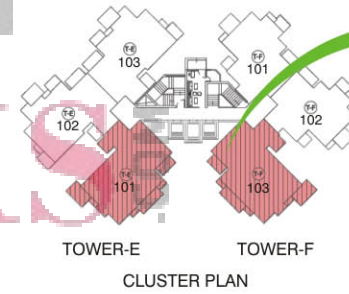 T-E
103
T-F
101
T-E
102
T-F
102
T-E
101
T-F
103
TOWER-E TOWER-F
CLUSTER PLAN